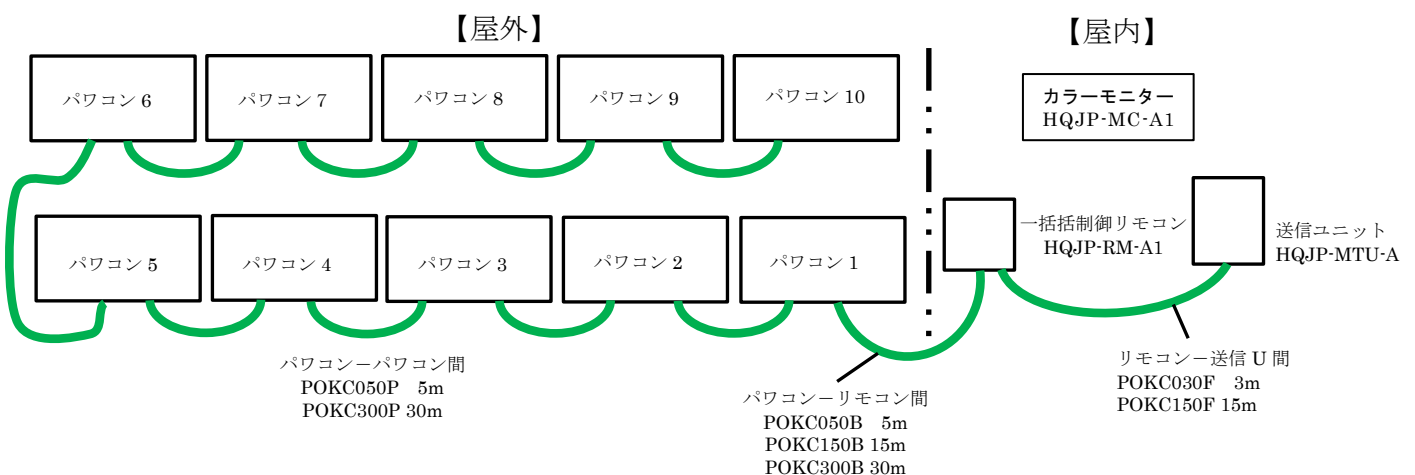 【屋外】
【屋内】
パワコン 6
パワコン 7
パワコン 8
パワコン 9
パワコン 10
カラーモニター
HQJP-MC-A1
パワコン 5
パワコン 4
パワコン 3
パワコン 2
パワコン 1
一括括制御リモコン
HQJP-RM-A1
送信ユニット
HQJP-MTU-A
パワコン－パワコン間
POKC050P 5m
POKC300P 30m
パワコン－リモコン間
POKC050B 5m
POKC150B 15m
POKC300B 30m
リモコン－送信 U 間
POKC030F 3m
POKC150F 15m